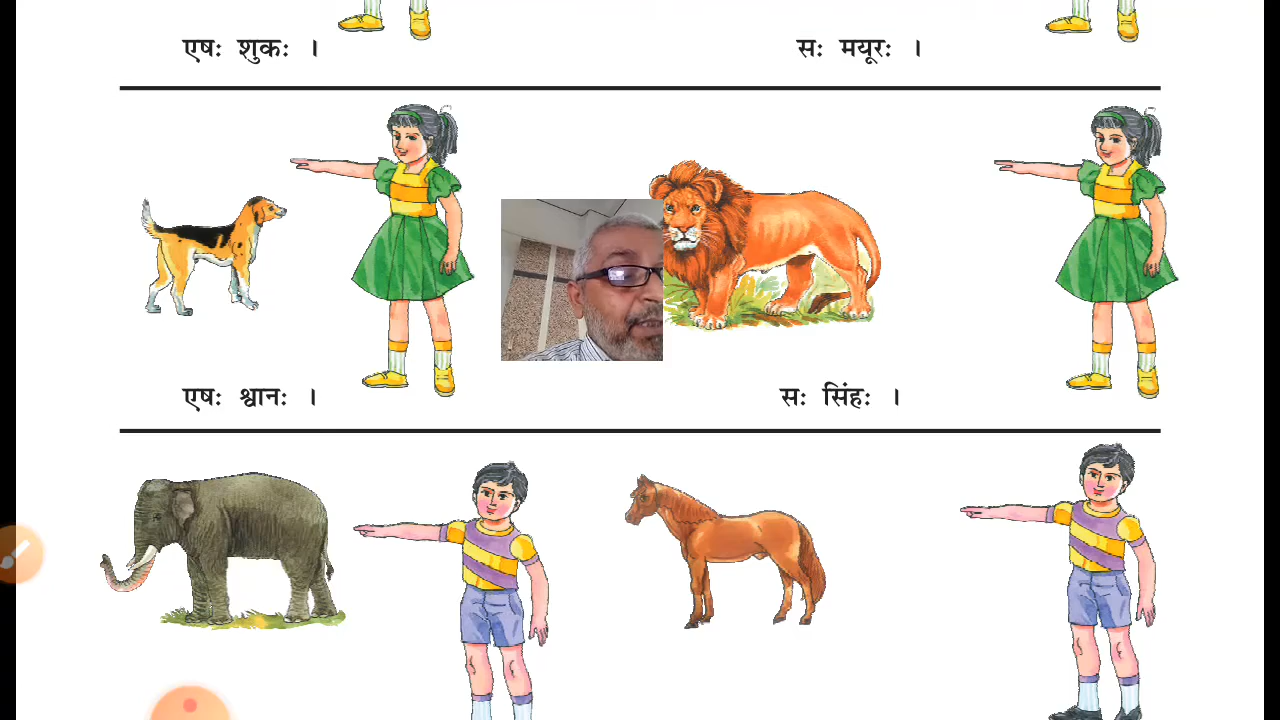 एषः शुकः ।
सः मयूरः ।
एषः श्वानः ।
सः सिंहः ।